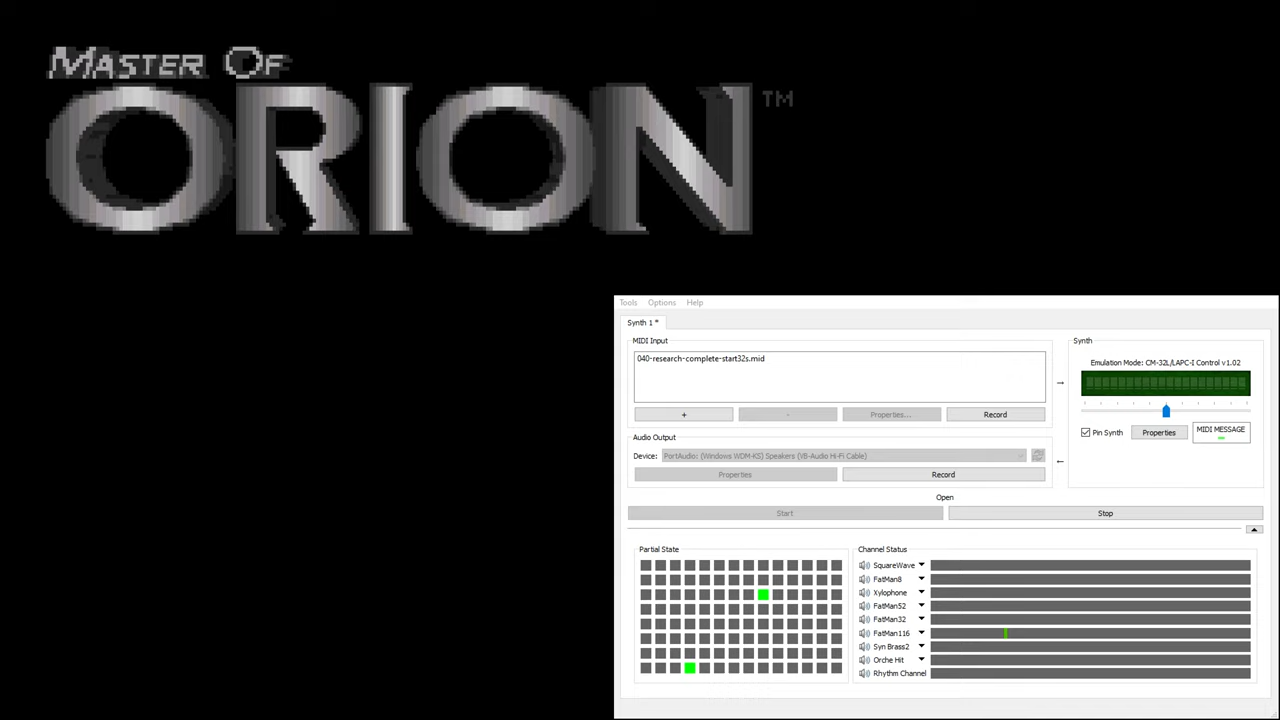 MASTER OF
ORION™
Tools Options Help
Synth 1 *
MIDI Input
040-research-complete-start32s.mid
+ - Properties... Record
Audio Output
Device: PortAudio: (Windows WDM-KS) Speakers (VB-Audio Hi-Fi Cable)
Properties Record
Synth
Emulation Mode: CM-32L/LAPC-I Control v1.02
Pin Synth Properties MIDI MESSAGE
Open
Start Stop
Partial State
Channel Status
SquareWave
FatMan8
Xylophone
FatMan52
FatMan32
FatMan116
Syn Brass2
Orche Hit
Rhythm Channel